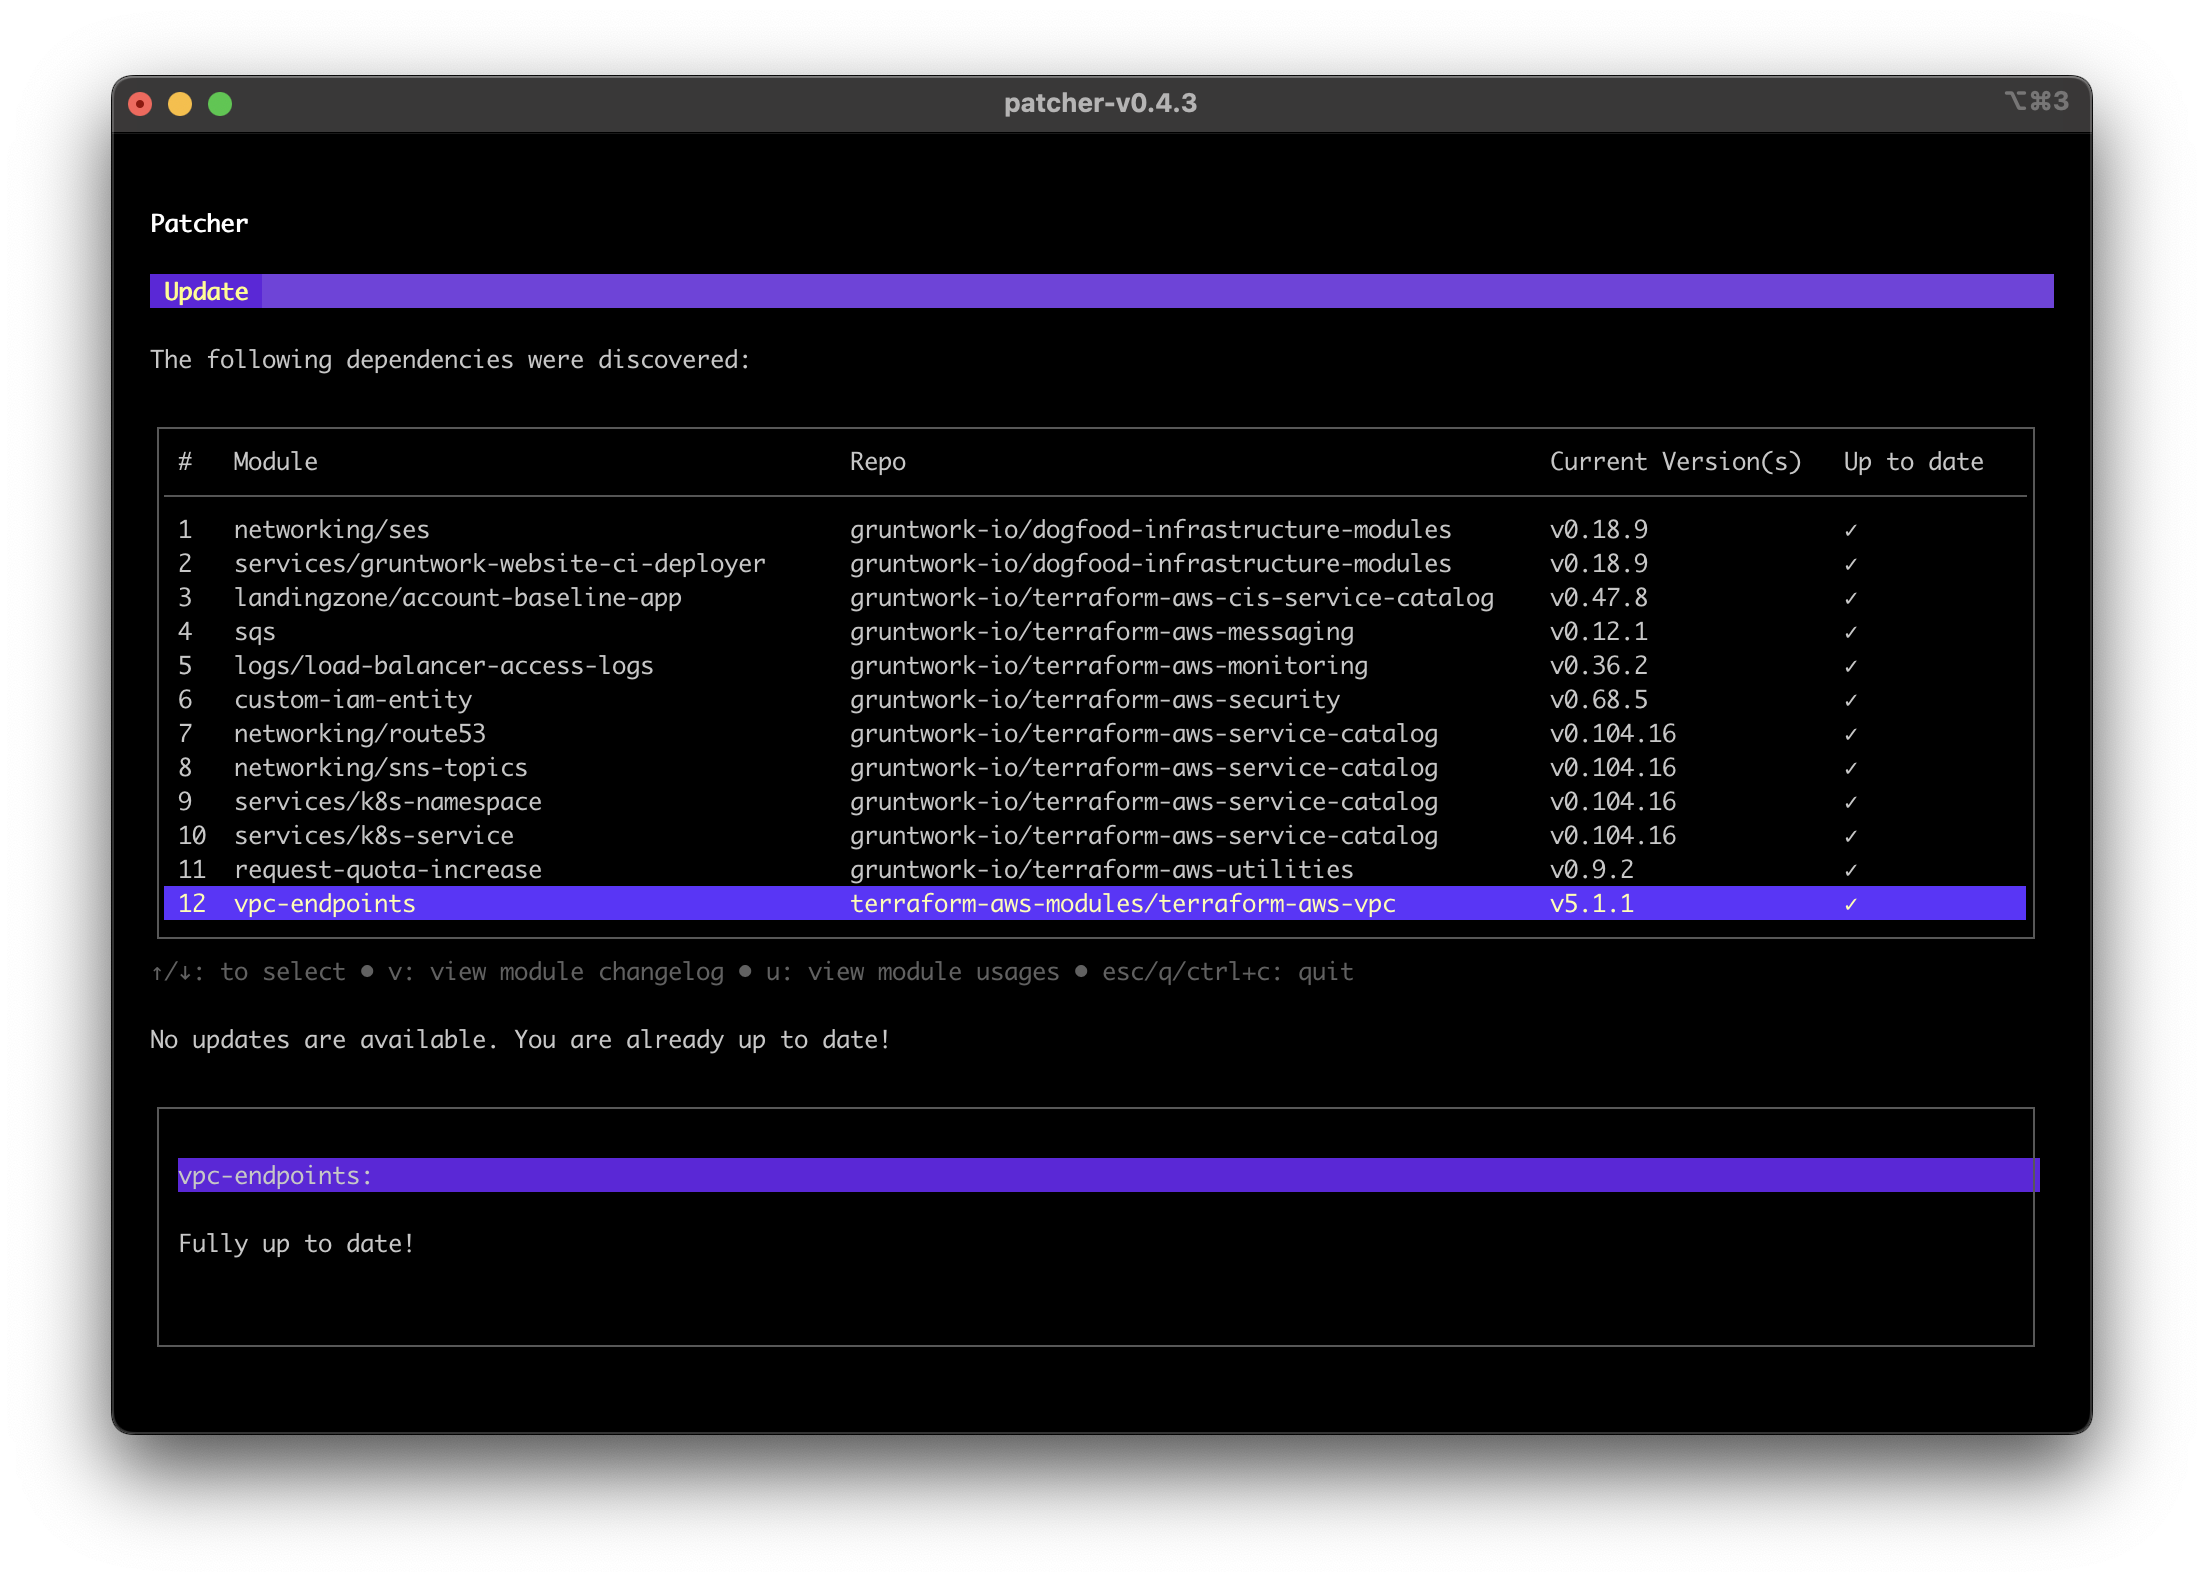 patcher-v0.4.3 ⌥⌘3
Patcher
Update
The following dependencies were discovered:
# Module Repo Current Version(s) Up to date
1 networking/ses gruntwork-io/dogfood-infrastructure-modules v0.18.9 ✓
2 services/gruntwork-website-ci-deployer gruntwork-io/dogfood-infrastructure-modules v0.18.9 ✓
3 landingzone/account-baseline-app gruntwork-io/terraform-aws-cis-service-catalog v0.47.8 ✓
4 sqs gruntwork-io/terraform-aws-messaging v0.12.1 ✓
5 logs/load-balancer-access-logs gruntwork-io/terraform-aws-monitoring v0.36.2 ✓
6 custom-iam-entity gruntwork-io/terraform-aws-security v0.68.5 ✓
7 networking/route53 gruntwork-io/terraform-aws-service-catalog v0.104.16 ✓
8 networking/sns-topics gruntwork-io/terraform-aws-service-catalog v0.104.16 ✓
9 services/k8s-namespace gruntwork-io/terraform-aws-service-catalog v0.104.16 ✓
10 services/k8s-service gruntwork-io/terraform-aws-service-catalog v0.104.16 ✓
11 request-quota-increase gruntwork-io/terraform-aws-utilities v0.9.2 ✓
12 vpc-endpoints terraform-aws-modules/terraform-aws-vpc v5.1.1 ✓
↑/↓: to select ● v: view module changelog ● u: view module usages ● esc/q/ctrl+c: quit
No updates are available. You are already up to date!
vpc-endpoints:
Fully up to date!